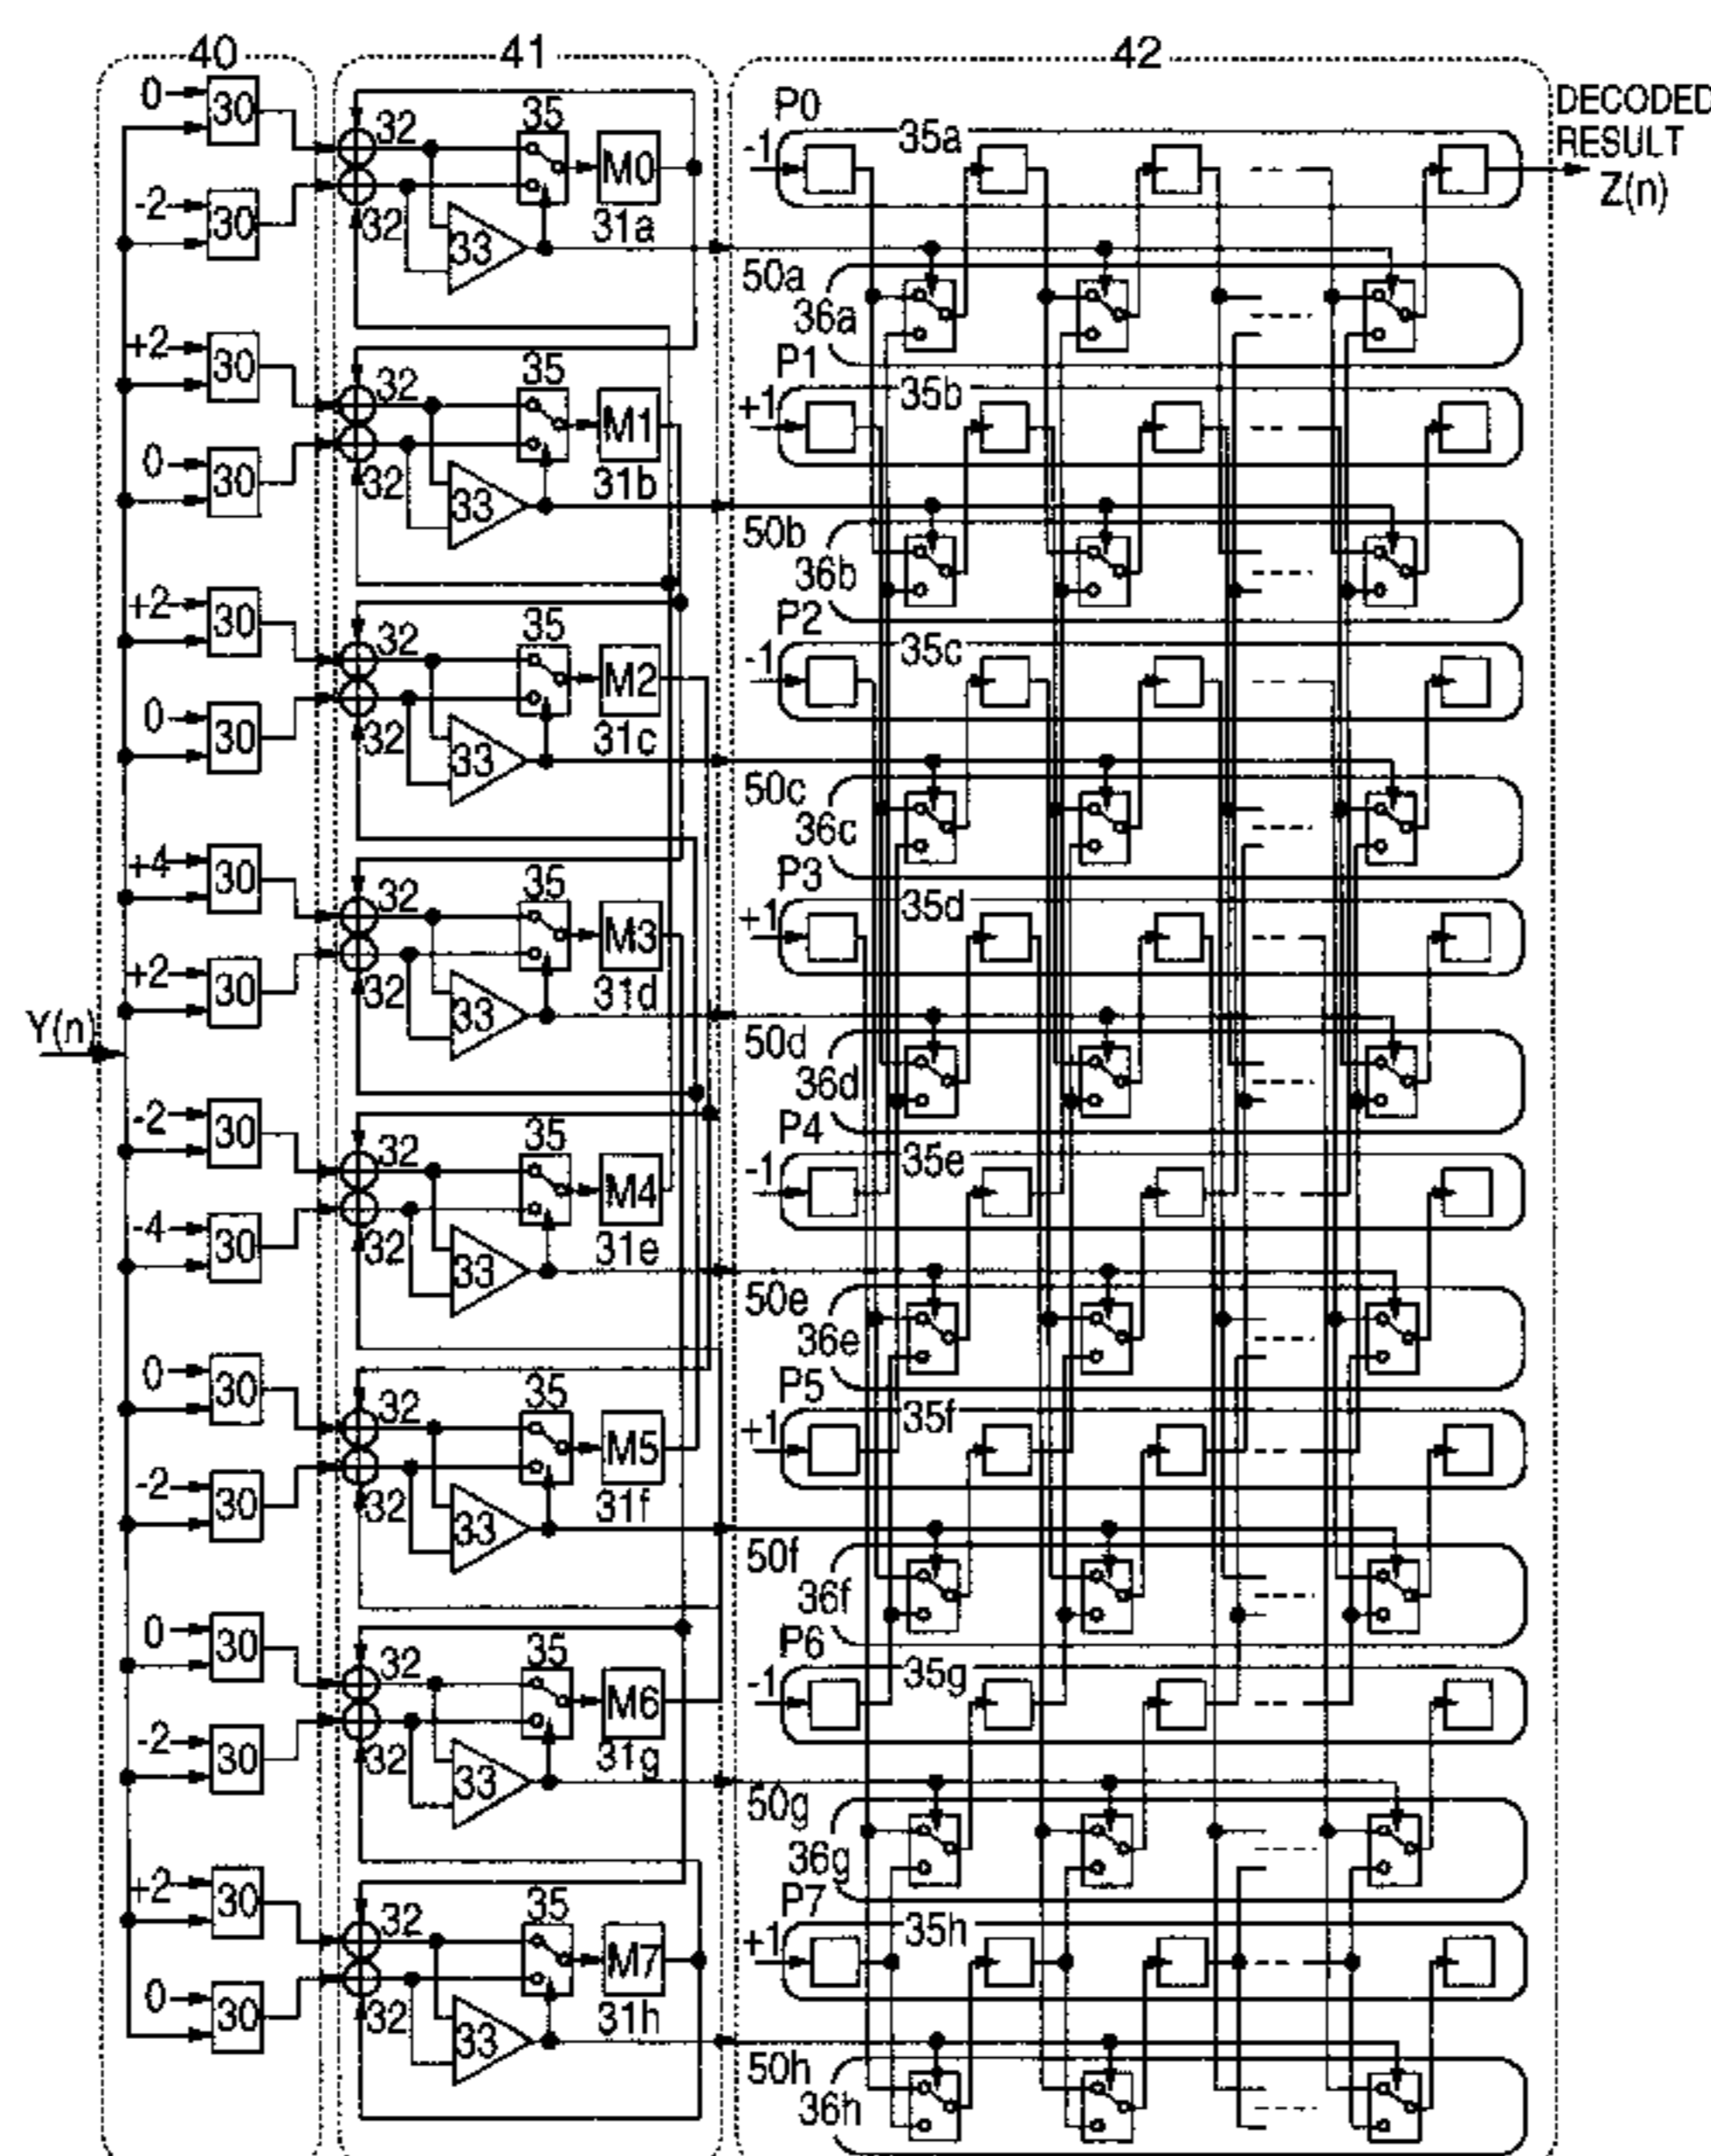 40 41 42
0 30 32 35 M0 31a 33 -2 30 32
P0 -1 35a DECODED
RESULT
Z(n)
50a
36a
+2 30 32 35 M1 31b 33 0 30 32
P1 +1 35b
50b
36b
+2 30 32 35 M2 31c 33 0 30 32
P2 -1 35c
50c
36c
+4 30 32 35 M3 31d 33 +2 30 32
P3 +1 35d
Y(n)
50d
36d
-2 30 32 35 M4 31e 33 -4 30 32
P4 -1 35e
50e
36e
0 30 32 35 M5 31f 33 -2 30 32
P5 +1 35f
50f
36f
0 30 32 35 M6 31g 33 -2 30 32
P6 -1 35g
50g
36g
+2 30 32 35 M7 31h 33 0 30 32
P7 +1 35h
50h
36h